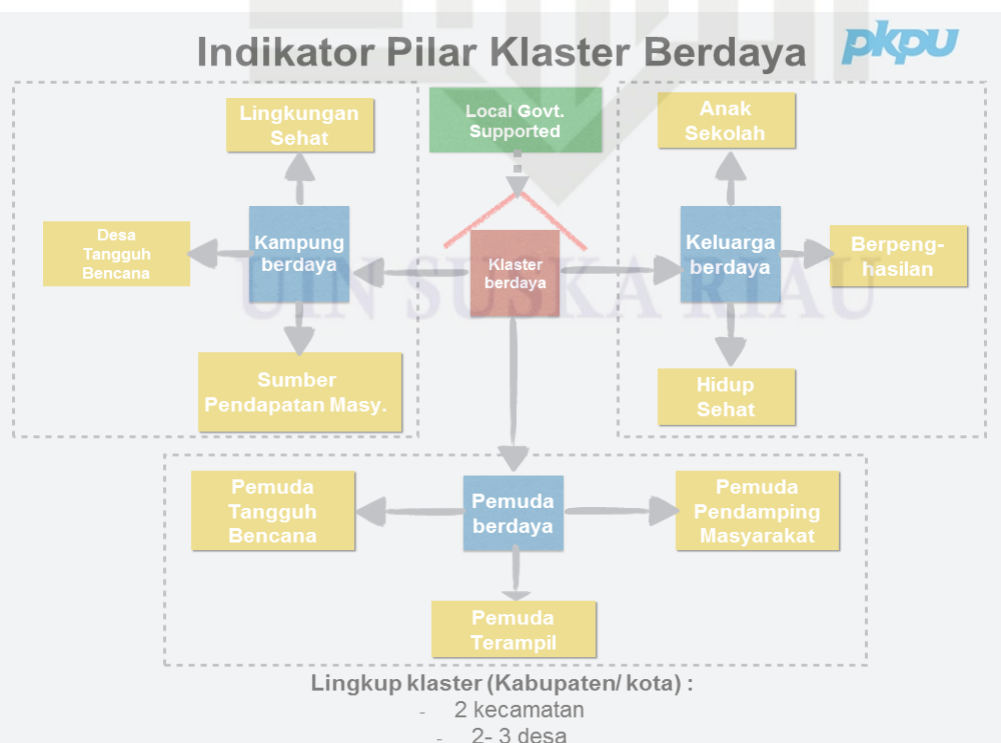 Indikator Pilar Klaster Berdaya
pkpu
Lingkungan
Sehat
Local Govt.
Supported
Anak
Sekolah
Desa
Tangguh
Bencana
Kampung
berdaya
Klaster
berdaya
Keluarga
berdaya
Berpeng-
hasilan
UIN SUSKA RIAU
Sumber
Pendapatan Masy.
Hidup
Sehat
Pemuda
Tangguh
Bencana
Pemuda
berdaya
Pemuda
Pendamping
Masyarakat
Pemuda
Terampil
Lingkup klaster (Kabupaten/ kota) :
- 2 kecamatan
- 2- 3 desa